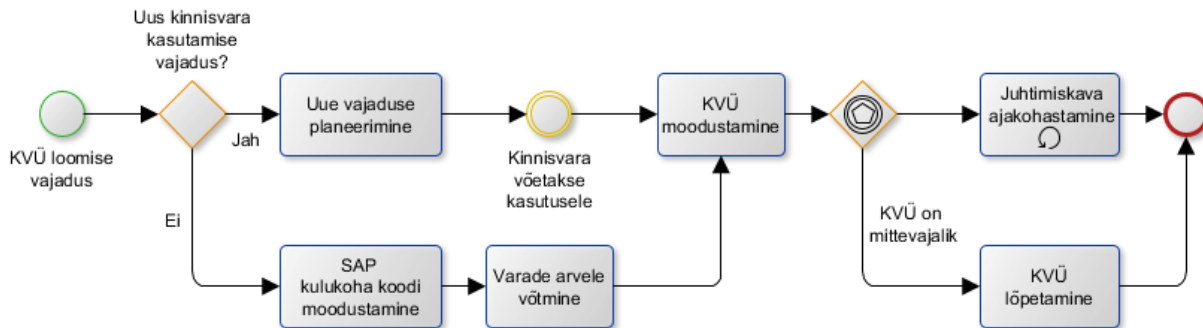 Uus kinnisvara
kasutamise
vajadus?
KVÜ loomise
vajadus
Jah
Ei
Uue vajaduse
planeerimine
Kinnisvara
võetakse
kasutusele
SAP
kulukoha koodi
moodustamine
Varade arvele
võtmine
KVÜ
moodustamine
Juhtimiskava
ajakohastamine
KVÜ on
mittevajalik
KVÜ
lõpetamine